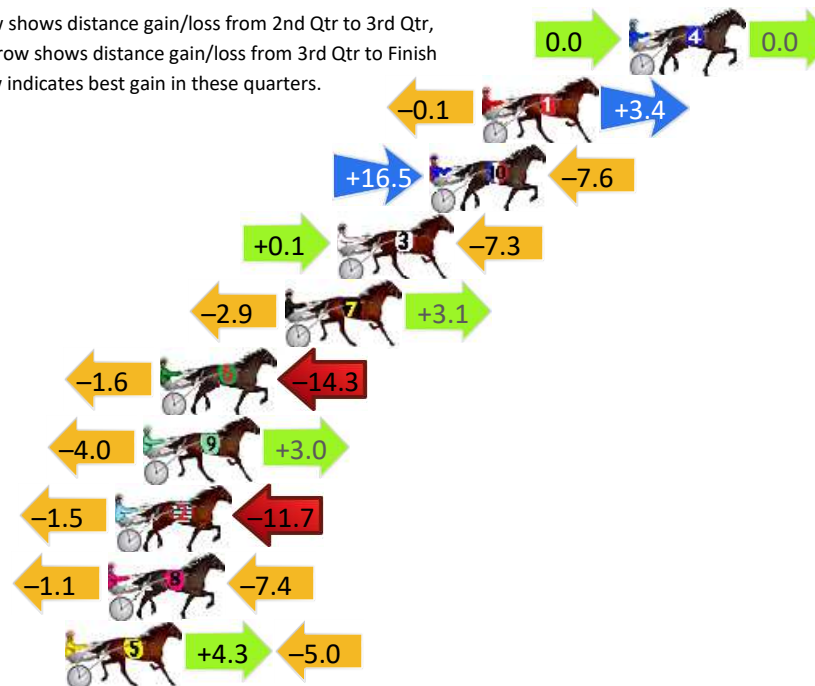 w shows distance gain/loss from 2nd Qtr to 3rd Qtr,
row shows distance gain/loss from 3rd Qtr to Finish
w indicates best gain in these quarters.
0.0 4 0.0
–0.1 1 +3.4
+16.5 10 –7.6
+0.1 3 –7.3
–2.9 7 +3.1
–1.6 6 –14.3
–4.0 9 +3.0
–1.5 2 –11.7
–1.1 8 –7.4
5 +4.3 –5.0